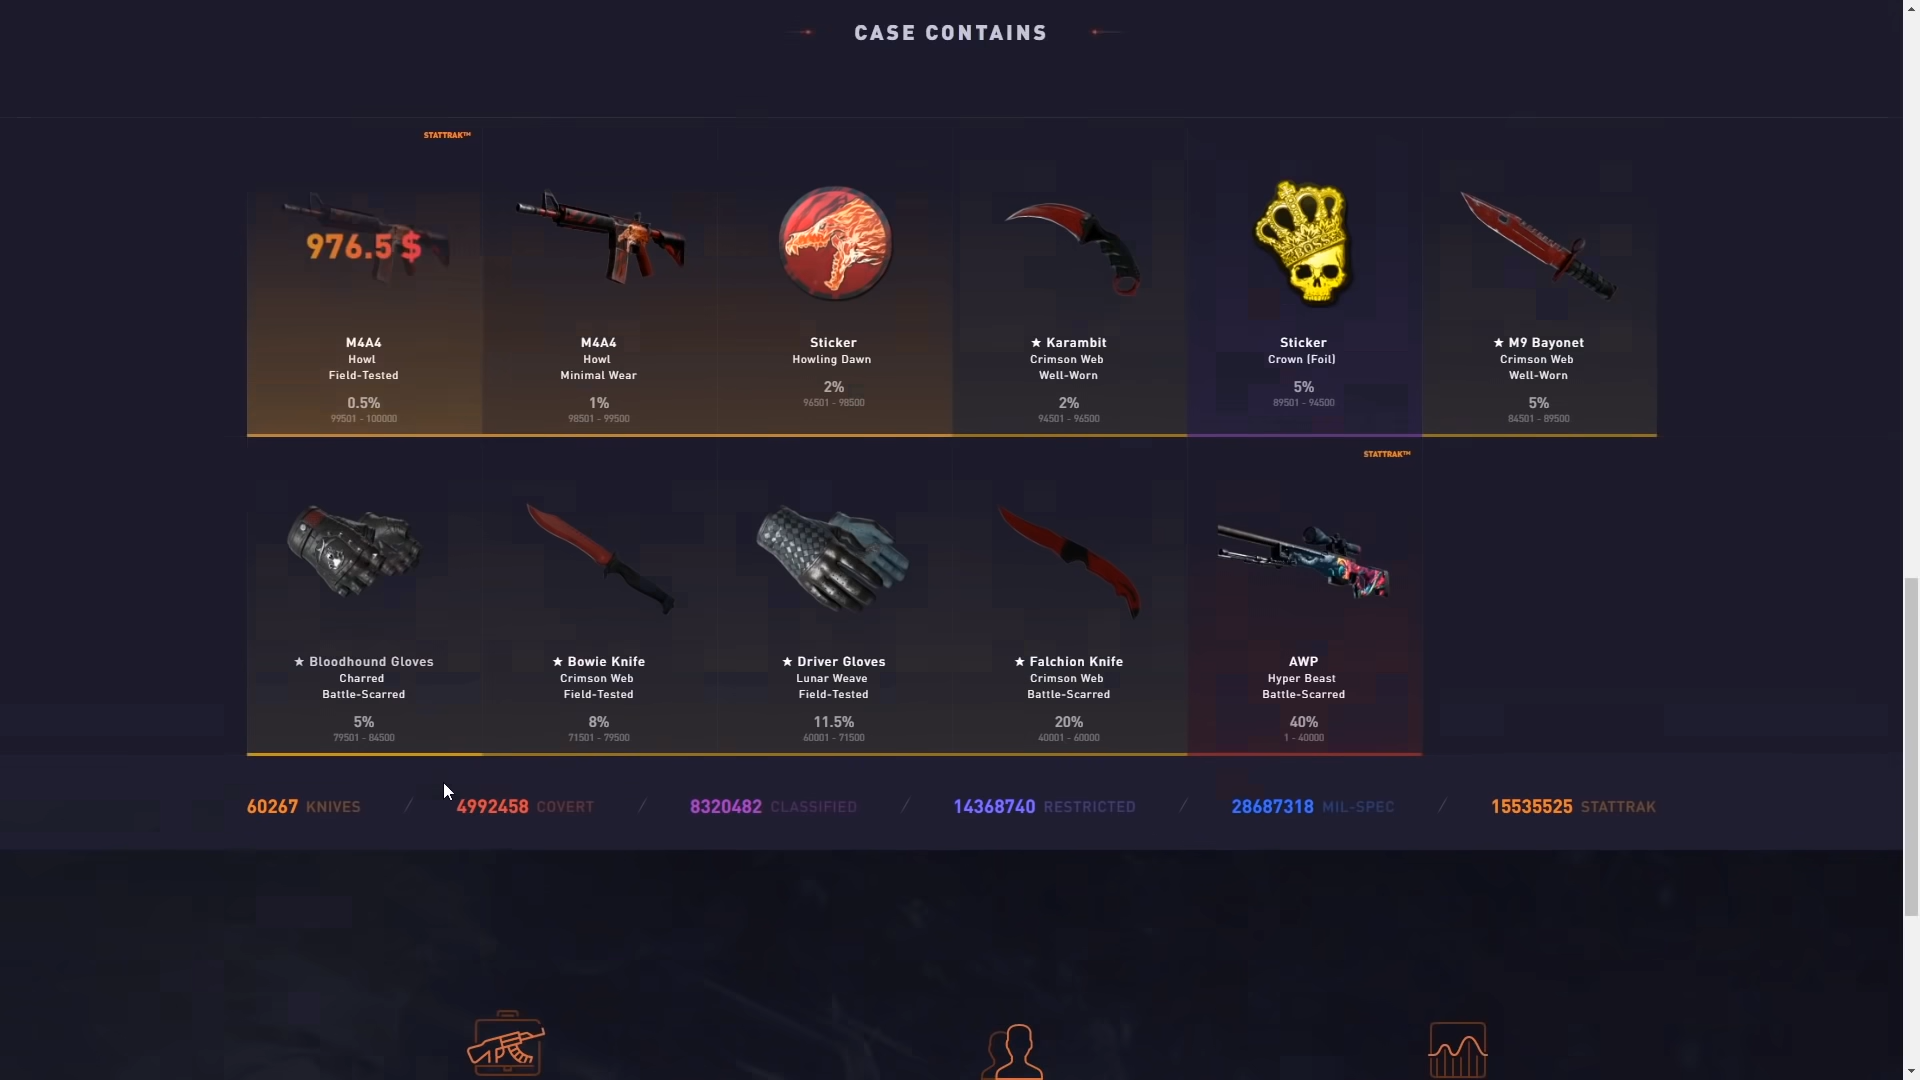 CASE CONTAINS
STATTRAK™
976.5 $
M4A4
Howl
Field-Tested
0.5%
99501 - 100000
M4A4
Howl
Minimal Wear
1%
98501 - 99500
Sticker
Howling Dawn
2%
96501 - 98500
★ Karambit
Crimson Web
Well-Worn
2%
94501 - 96500
Sticker
Crown (Foil)
5%
89501 - 94500
★ M9 Bayonet
Crimson Web
Well-Worn
5%
84501 - 89500
★ Bloodhound Gloves
Charred
Battle-Scarred
5%
79501 - 84500
★ Bowie Knife
Crimson Web
Field-Tested
8%
71501 - 79500
★ Driver Gloves
Lunar Weave
Field-Tested
11.5%
60001 - 71500
★ Falchion Knife
Crimson Web
Battle-Scarred
20%
40001 - 60000
STATTRAK™
AWP
Hyper Beast
Battle-Scarred
40%
1 - 40000
60267 KNIVES / 4992458 COVERT / 8320482 CLASSIFIED / 14368740 RESTRICTED / 28687318 MIL-SPEC / 15535525 STATTRAK